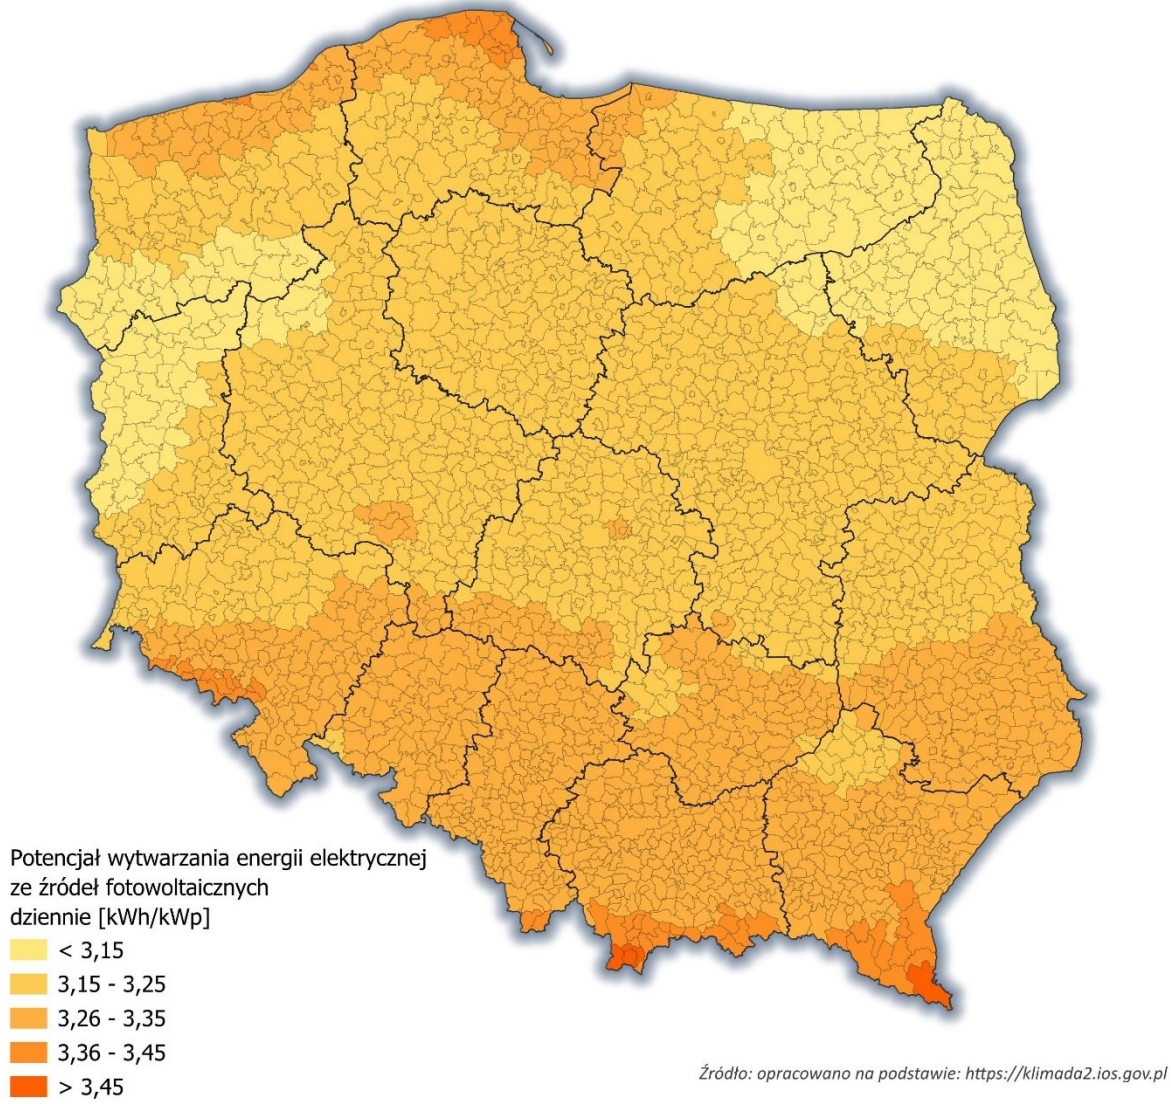 Potencjał wytwarzania energii elektrycznej
ze źródeł fotowoltaicznych
dziennie [kWh/kWp]
< 3,15
3,15 - 3,25
3,26 - 3,35
3,36 - 3,45
> 3,45
Źródło: opracowano na podstawie: https://klimada2.ios.gov.pl